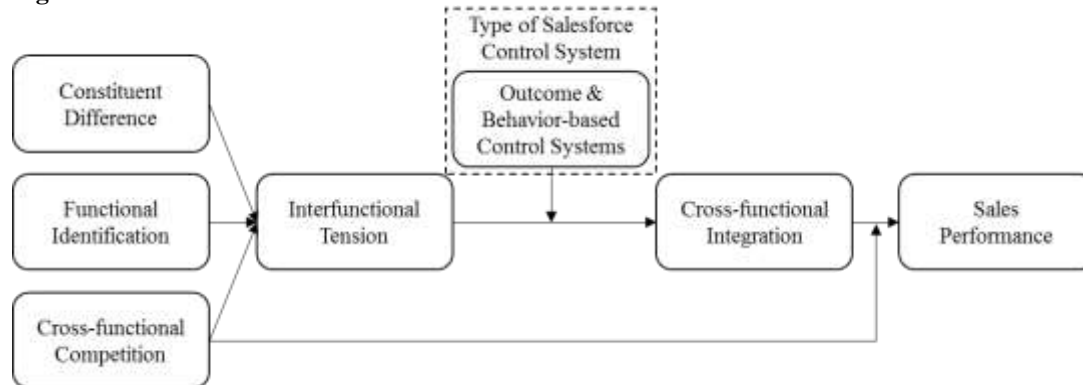 Type of Salesforce
Control System
Outcome &
Behavior-based
Control Systems
Constituent
Difference
Functional
Identification
Cross-functional
Competition
Interfunctional
Tension
Cross-functional
Integration
Sales
Performance